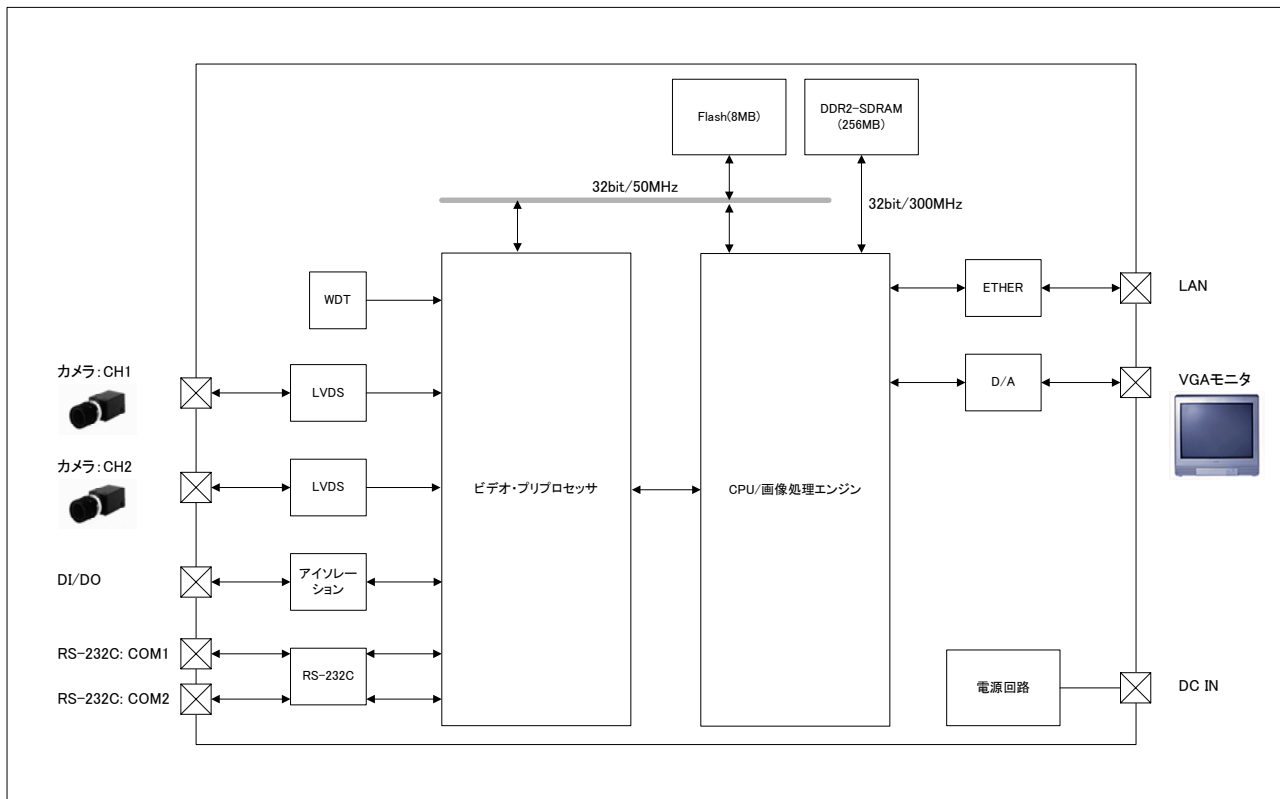 Flash(8MB)
DDR2-SDRAM
(256MB)
32bit/50MHz
32bit/300MHz
WDT
ETHER
LAN
カメラ：CH1
LVDS
D/A
VGAモニタ
カメラ：CH2
LVDS
ビデオ・プリプロセッサ
CPU/画像処理エンジン
DI/DO
アイソレー
ション
RS-232C: COM1
RS-232C
RS-232C: COM2
電源回路
DC IN